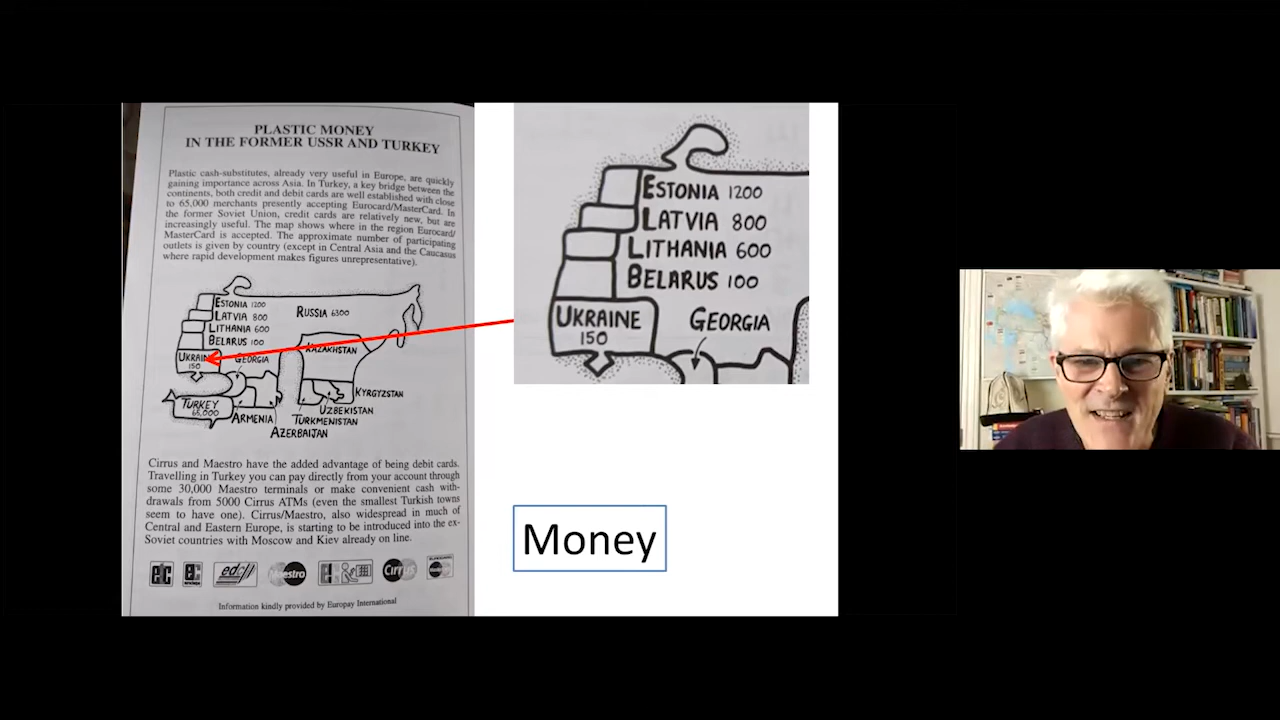 PLASTIC MONEY
IN THE FORMER USSR AND TURKEY
Plastic cash-substitutes, already very useful in Europe, are quickly
gaining importance across Asia. In Turkey, a key bridge between the
continents, both credit and debit cards are well established with close
to 65,000 merchants presently accepting Eurocard/MasterCard. In
the former Soviet Union, credit cards are relatively new, but are
increasingly useful. The map shows where in the region Eurocard/
MasterCard is accepted. The approximate number of participating
outlets is given by country (except in Central Asia and the Caucasus
where rapid development makes figures unrepresentative).
ESTONIA 1200
LATVIA 800
LITHANIA 600
BELARUS 100
RUSSIA 6300
UKRAINE
150
GEORGIA
KAZAKHSTAN
KYRGYZSTAN
TURKEY
65,000
UZBEKISTAN
ARMENIA
TURKMENISTAN
AZERBAIJAN
Cirrus and Maestro have the added advantage of being debit cards.
Travelling in Turkey you can pay directly from your account through
some 30,000 Maestro terminals or make convenient cash with-
drawals from 5000 Cirrus ATMs (even the smallest Turkish towns
seem to have one). Cirrus/Maestro, also widespread in much of
Central and Eastern Europe, is starting to be introduced into the ex-
Soviet countries with Moscow and Kiev already on line.
ec
edc
Maestro
Cirrus
Information kindly provided by Europay International
ESTONIA 1200
LATVIA 800
LITHANIA 600
BELARUS 100
UKRAINE
150
GEORGIA
Money